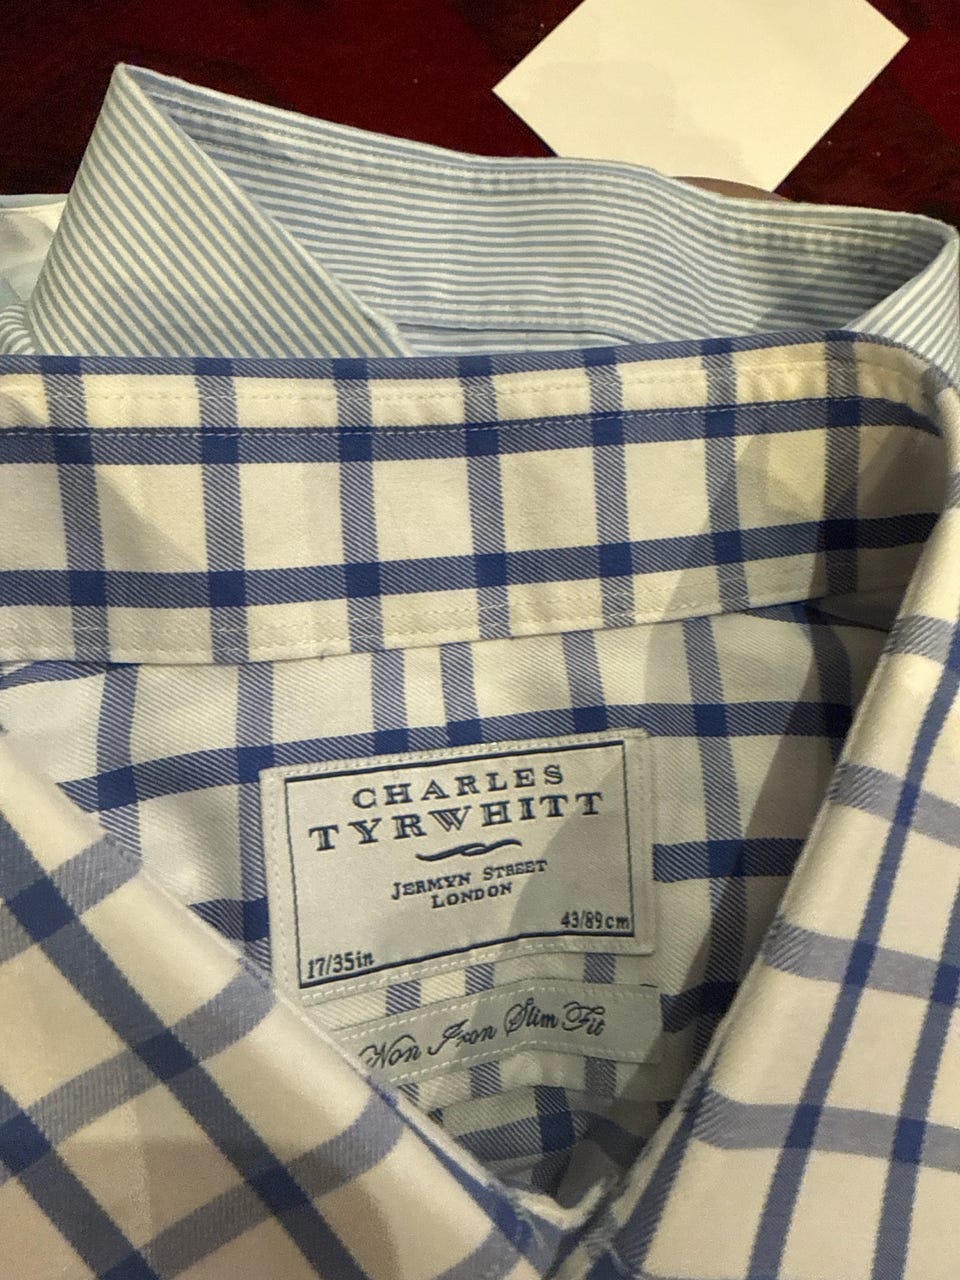 CHARLES
TYRWHITT
JERMYN STREET
LONDON
43/89cm
17/35in
Non Iron Slim Fit